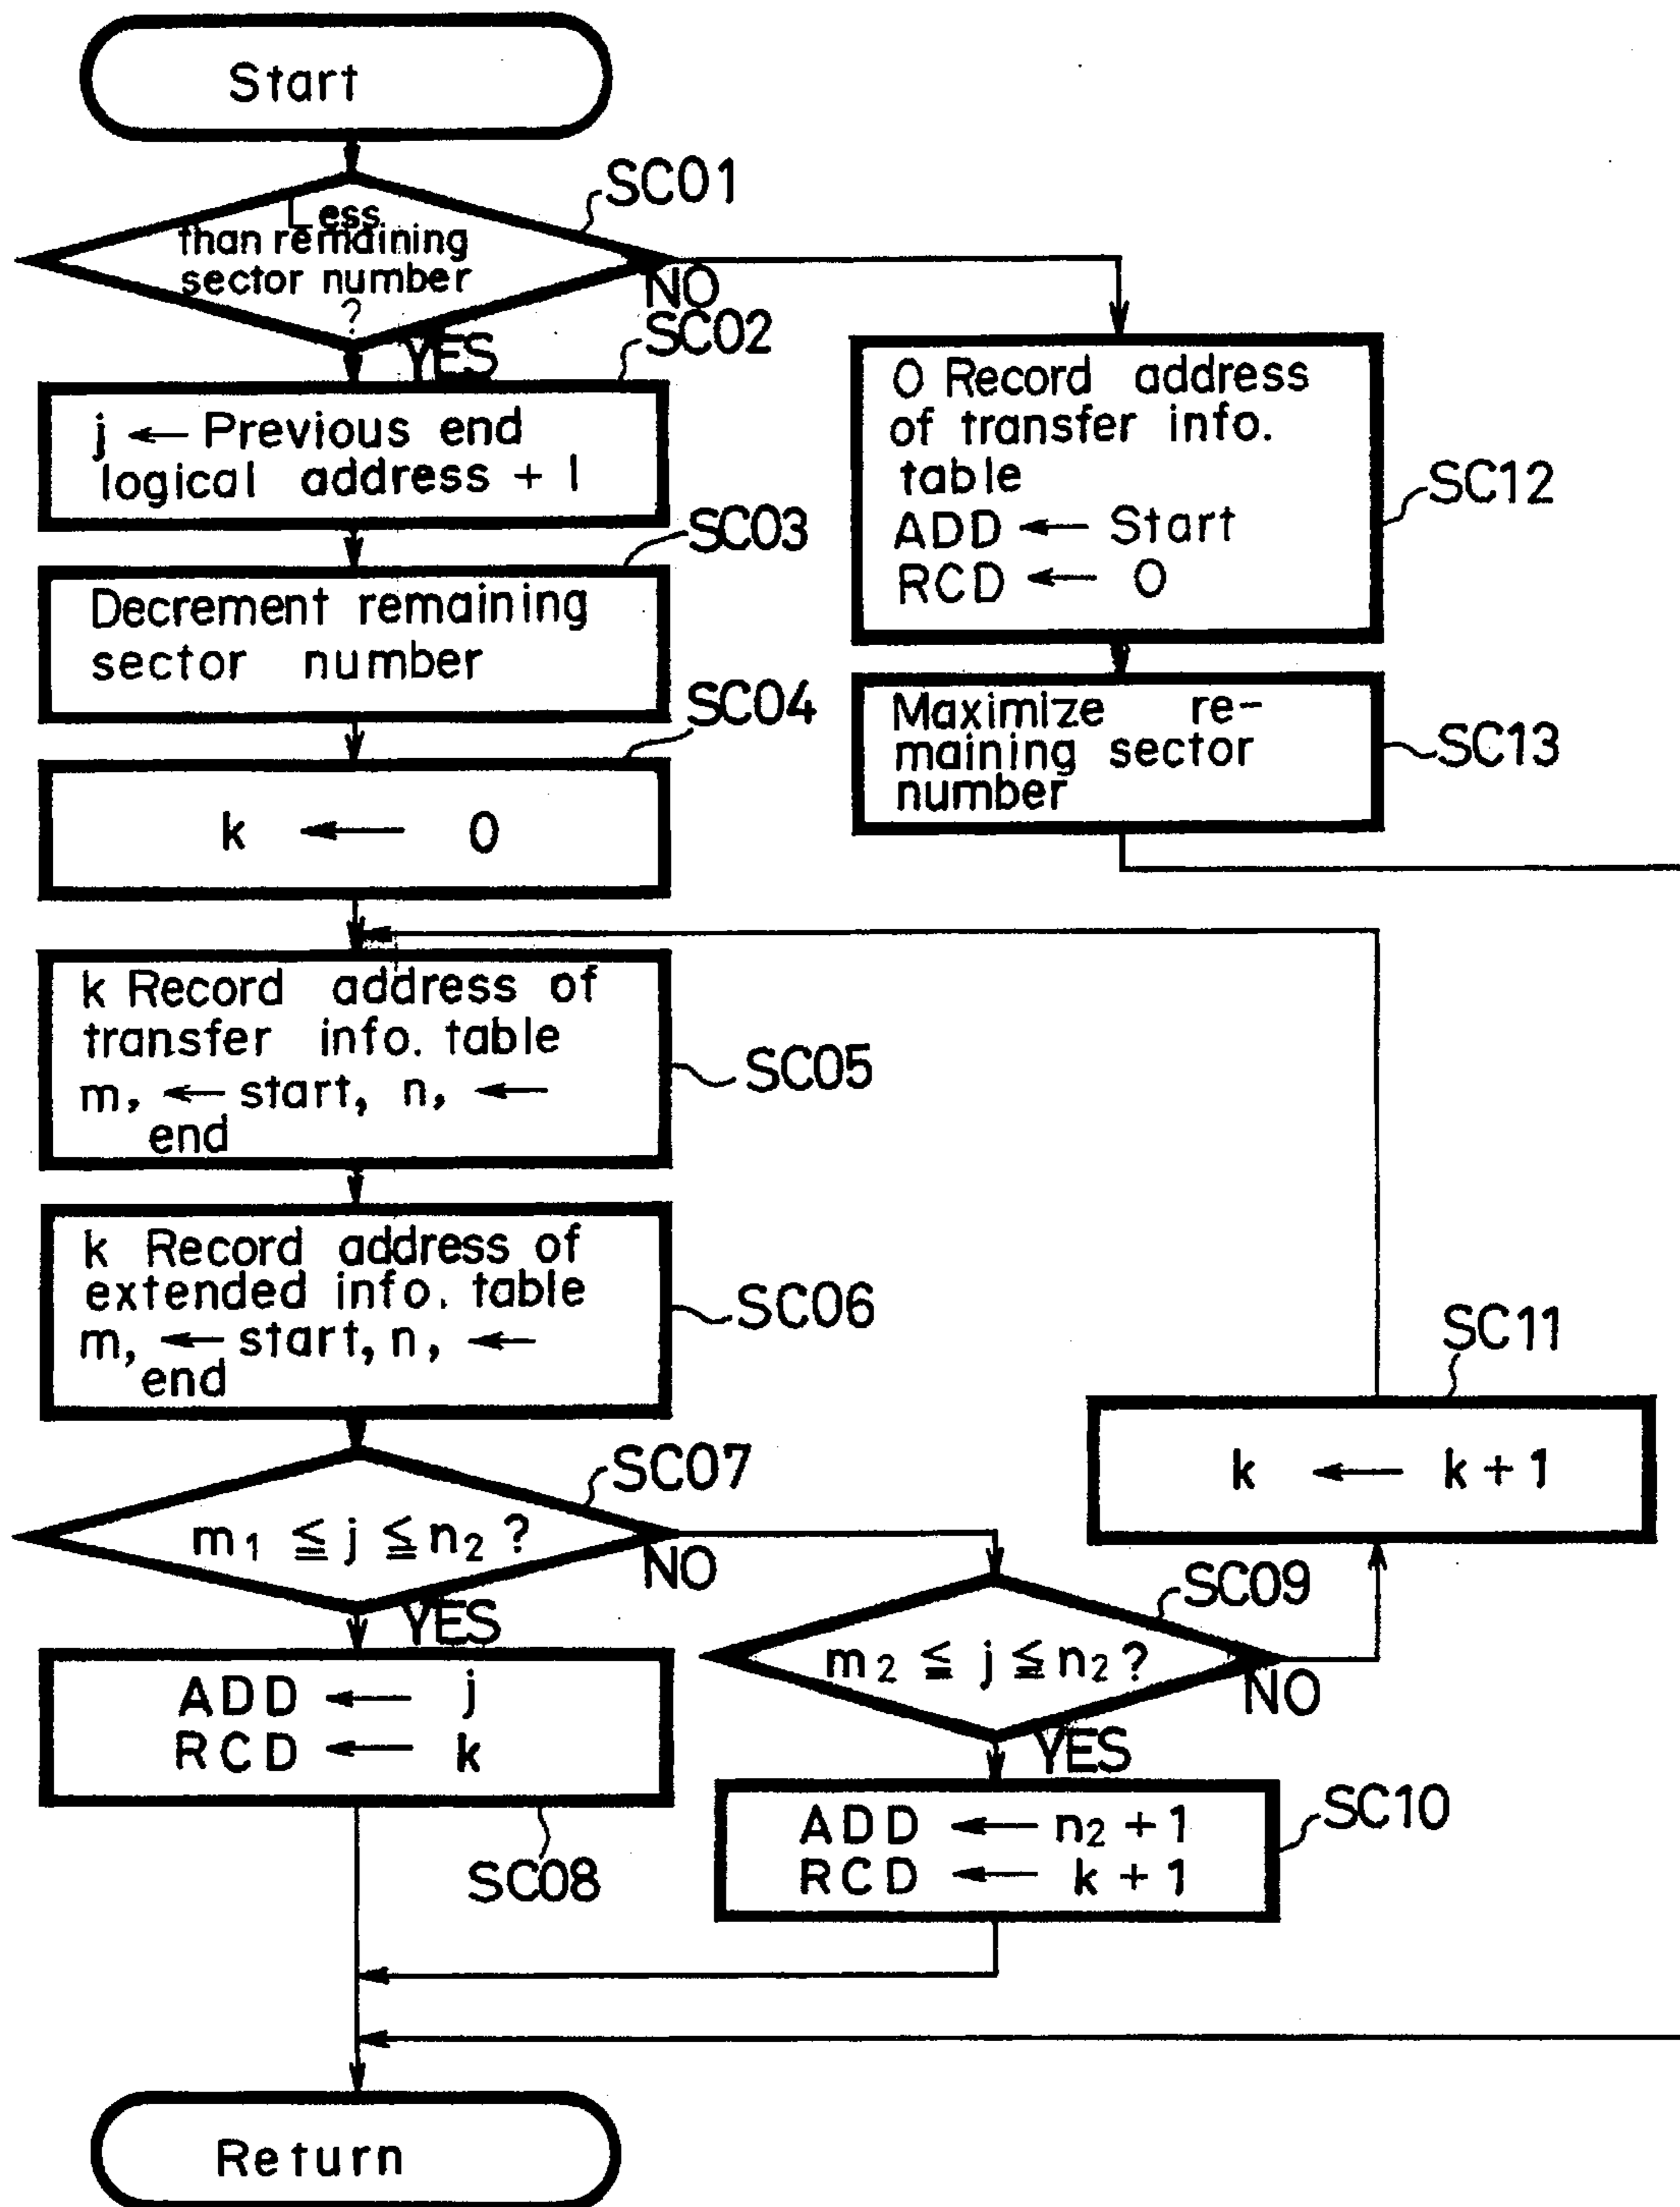 Start
SC01
Less
than remaining
sector number
?
NO
YES
SC02
j ← Previous end
logical address + 1
SC03
Decrement remaining
sector number
SC04
k ← 0
0 Record address
of transfer info.
table
ADD ← Start
RCD ← 0
SC12
Maximize re-
maining sector
number
SC13
k Record address of
transfer info. table
m, ← start, n, ←
end
SC05
k Record address of
extended info. table
m, ← start, n, ←
end
SC06
SC11
k ← k + 1
SC07
m₁ ≦ j ≦ n₂ ?
NO
YES
SC09
m₂ ≦ j ≦ n₂ ?
NO
YES
ADD ← j
RCD ← k
SC08
ADD ← n₂ + 1
RCD ← k + 1
SC10
Return